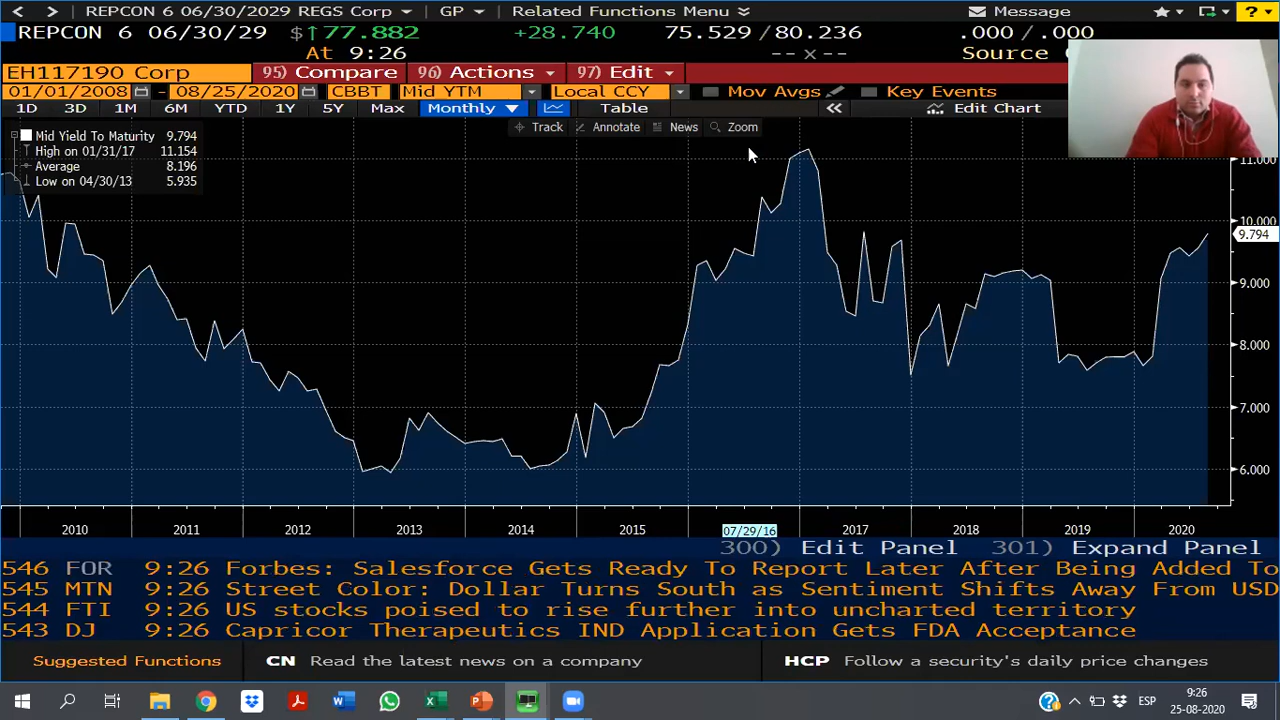 REPCON 6 06/30/2029 REGS Corp GP Related Functions Menu Message ?
REPCON 6 06/30/29 $↑77.882 +28.740 75.529/80.236 .000/.000
At 9:26 -- x -- Source
EH117190 Corp 95) Compare 96) Actions 97) Edit
01/01/2008 - 08/25/2020 CBBT Mid YTM Local CCY Mov Avgs Key Events
1D 3D 1M 6M YTD 1Y 5Y Max Monthly Table Edit Chart
Track Annotate News Zoom
Mid Yield To Maturity 9.794
High on 01/31/17 11.154
Average 8.196
Low on 04/30/13 5.935
11.000
10.000
9.794
9.000
8.000
7.000
6.000
2010 2011 2012 2013 2014 2015 07/29/16 2017 2018 2019 2020
300) Edit Panel 301) Expand Panel
546 FOR 9:26 Forbes: Salesforce Gets Ready To Report Later After Being Added To
545 MTN 9:26 Street Color: Dollar Turns South as Sentiment Shifts Away From USD
544 FTI 9:26 US stocks poised to rise further into uncharted territory
543 DJ 9:26 Capricor Therapeutics IND Application Gets FDA Acceptance
Suggested Functions CN Read the latest news on a company HCP Follow a security's daily price changes
ESP 9:26
25-08-2020